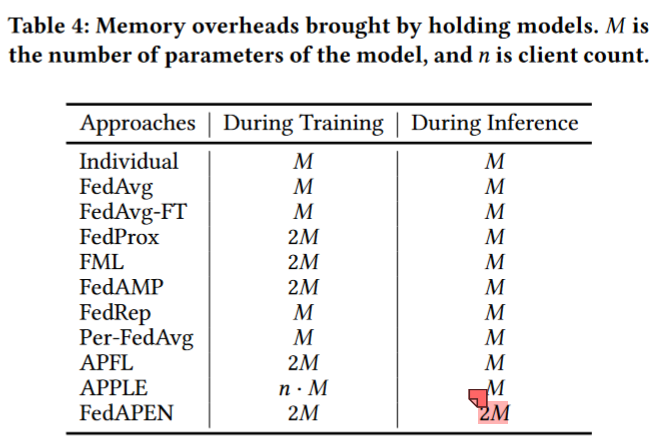 Table 4: Memory overheads brought by holding models. M is
the number of parameters of the model, and n is client count.
Approaches During Training During Inference
Individual M M
FedAvg M M
FedAvg-FT M M
FedProx 2M M
FML 2M M
FedAMP 2M M
FedRep M M
Per-FedAvg M M
APFL 2M M
APPLE n · M M
FedAPEN 2M 2M